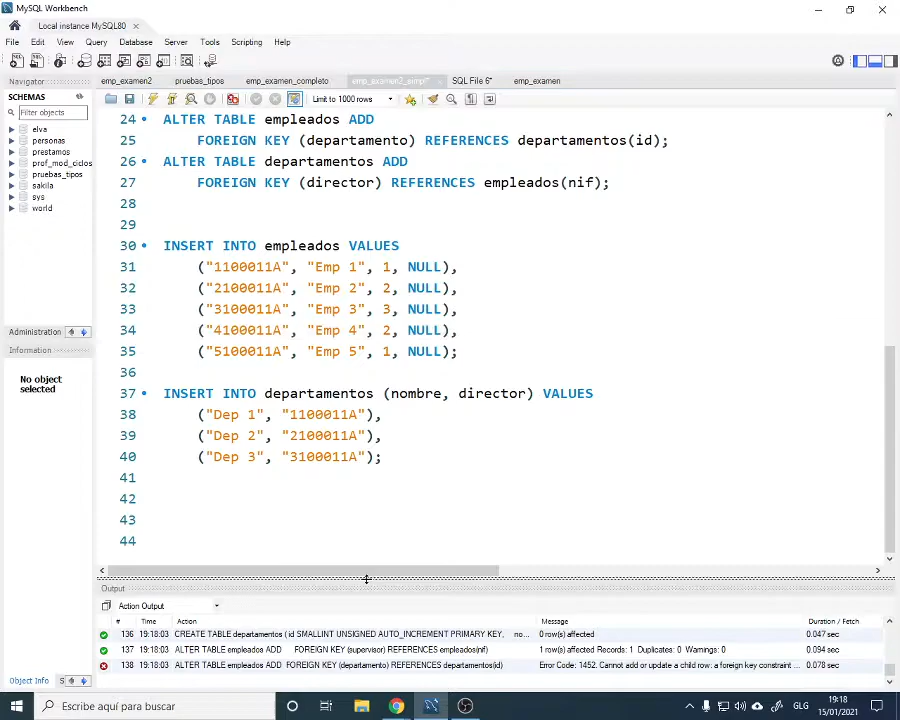 MySQL Workbench
Local instance MySQL80
File Edit View Query Database Server Tools Scripting Help
Navigator
SCHEMAS
Filter objects
elva
personas
prestamos
prof_mod_ciclos
pruebas_tipos
sakila
sys
world
Administration
Information
No object
selected
Object Info S
emp_examen2 pruebas_tipos emp_examen_completo emp_examen2_simpl* SQL File 6* emp_examen
Limit to 1000 rows
24 ALTER TABLE empleados ADD
25 FOREIGN KEY (departamento) REFERENCES departamentos(id);
26 ALTER TABLE departamentos ADD
27 FOREIGN KEY (director) REFERENCES empleados(nif);
28
29
30 INSERT INTO empleados VALUES
31 ("1100011A", "Emp 1", 1, NULL),
32 ("2100011A", "Emp 2", 2, NULL),
33 ("3100011A", "Emp 3", 3, NULL),
34 ("4100011A", "Emp 4", 2, NULL),
35 ("5100011A", "Emp 5", 1, NULL);
36
37 INSERT INTO departamentos (nombre, director) VALUES
38 ("Dep 1", "1100011A"),
39 ("Dep 2", "2100011A"),
40 ("Dep 3", "3100011A");
41
42
43
44
Output
Action Output
# Time Action Message Duration / Fetch
136 19:18:03 CREATE TABLE departamentos ( id SMALLINT UNSIGNED AUTO_INCREMENT PRIMARY KEY, no... 0 row(s) affected 0.047 sec
137 19:18:03 ALTER TABLE empleados ADD FOREIGN KEY (supervisor) REFERENCES empleados(nif) 1 row(s) affected Records: 1 Duplicates: 0 Warnings: 0 0.094 sec
138 19:18:03 ALTER TABLE empleados ADD FOREIGN KEY (departamento) REFERENCES departamentos(id) Error Code: 1452. Cannot add or update a child row: a foreign key constraint ... 0.078 sec
Escribe aquí para buscar
GLG
19:18
15/01/2021